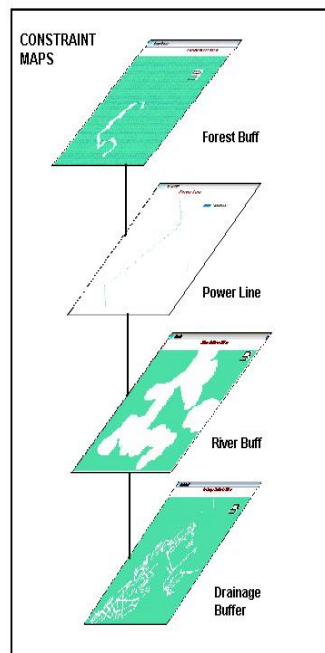 CONSTRAINT
MAPS
Forest Buff
Power Line
River Buff
Drainage
Buffer